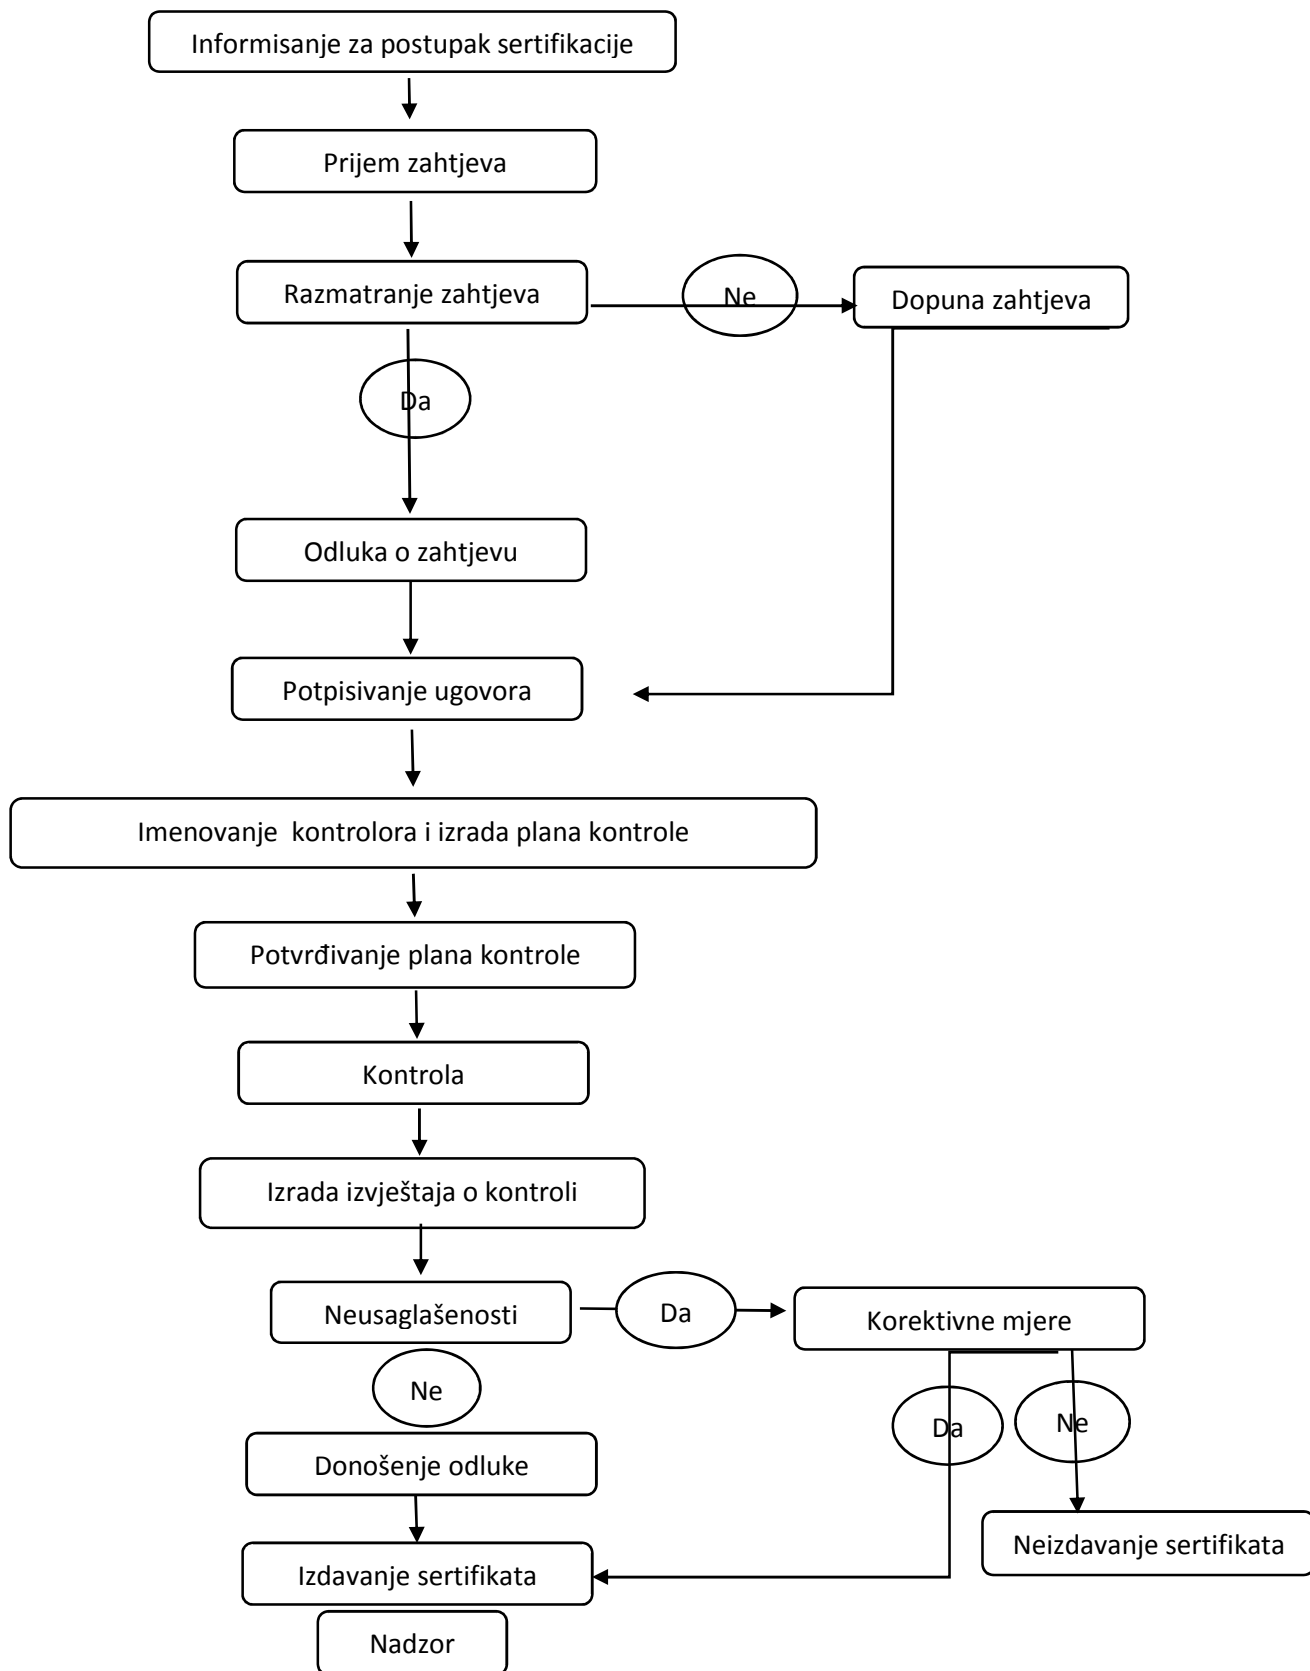 Informisanje za postupak sertifikacije
Prijem zahtjeva
Razmatranje zahtjeva
Ne
Dopuna zahtjeva
Da
Odluka o zahtjevu
Potpisivanje ugovora
Imenovanje  kontrolora i izrada plana kontrole
Potvrđivanje plana kontrole
Kontrola
Izrada izvještaja o kontroli
Neusaglašenosti
Da
Korektivne mjere
Ne
Da
Ne
Donošenje odluke
Neizdavanje sertifikata
Izdavanje sertifikata
Nadzor